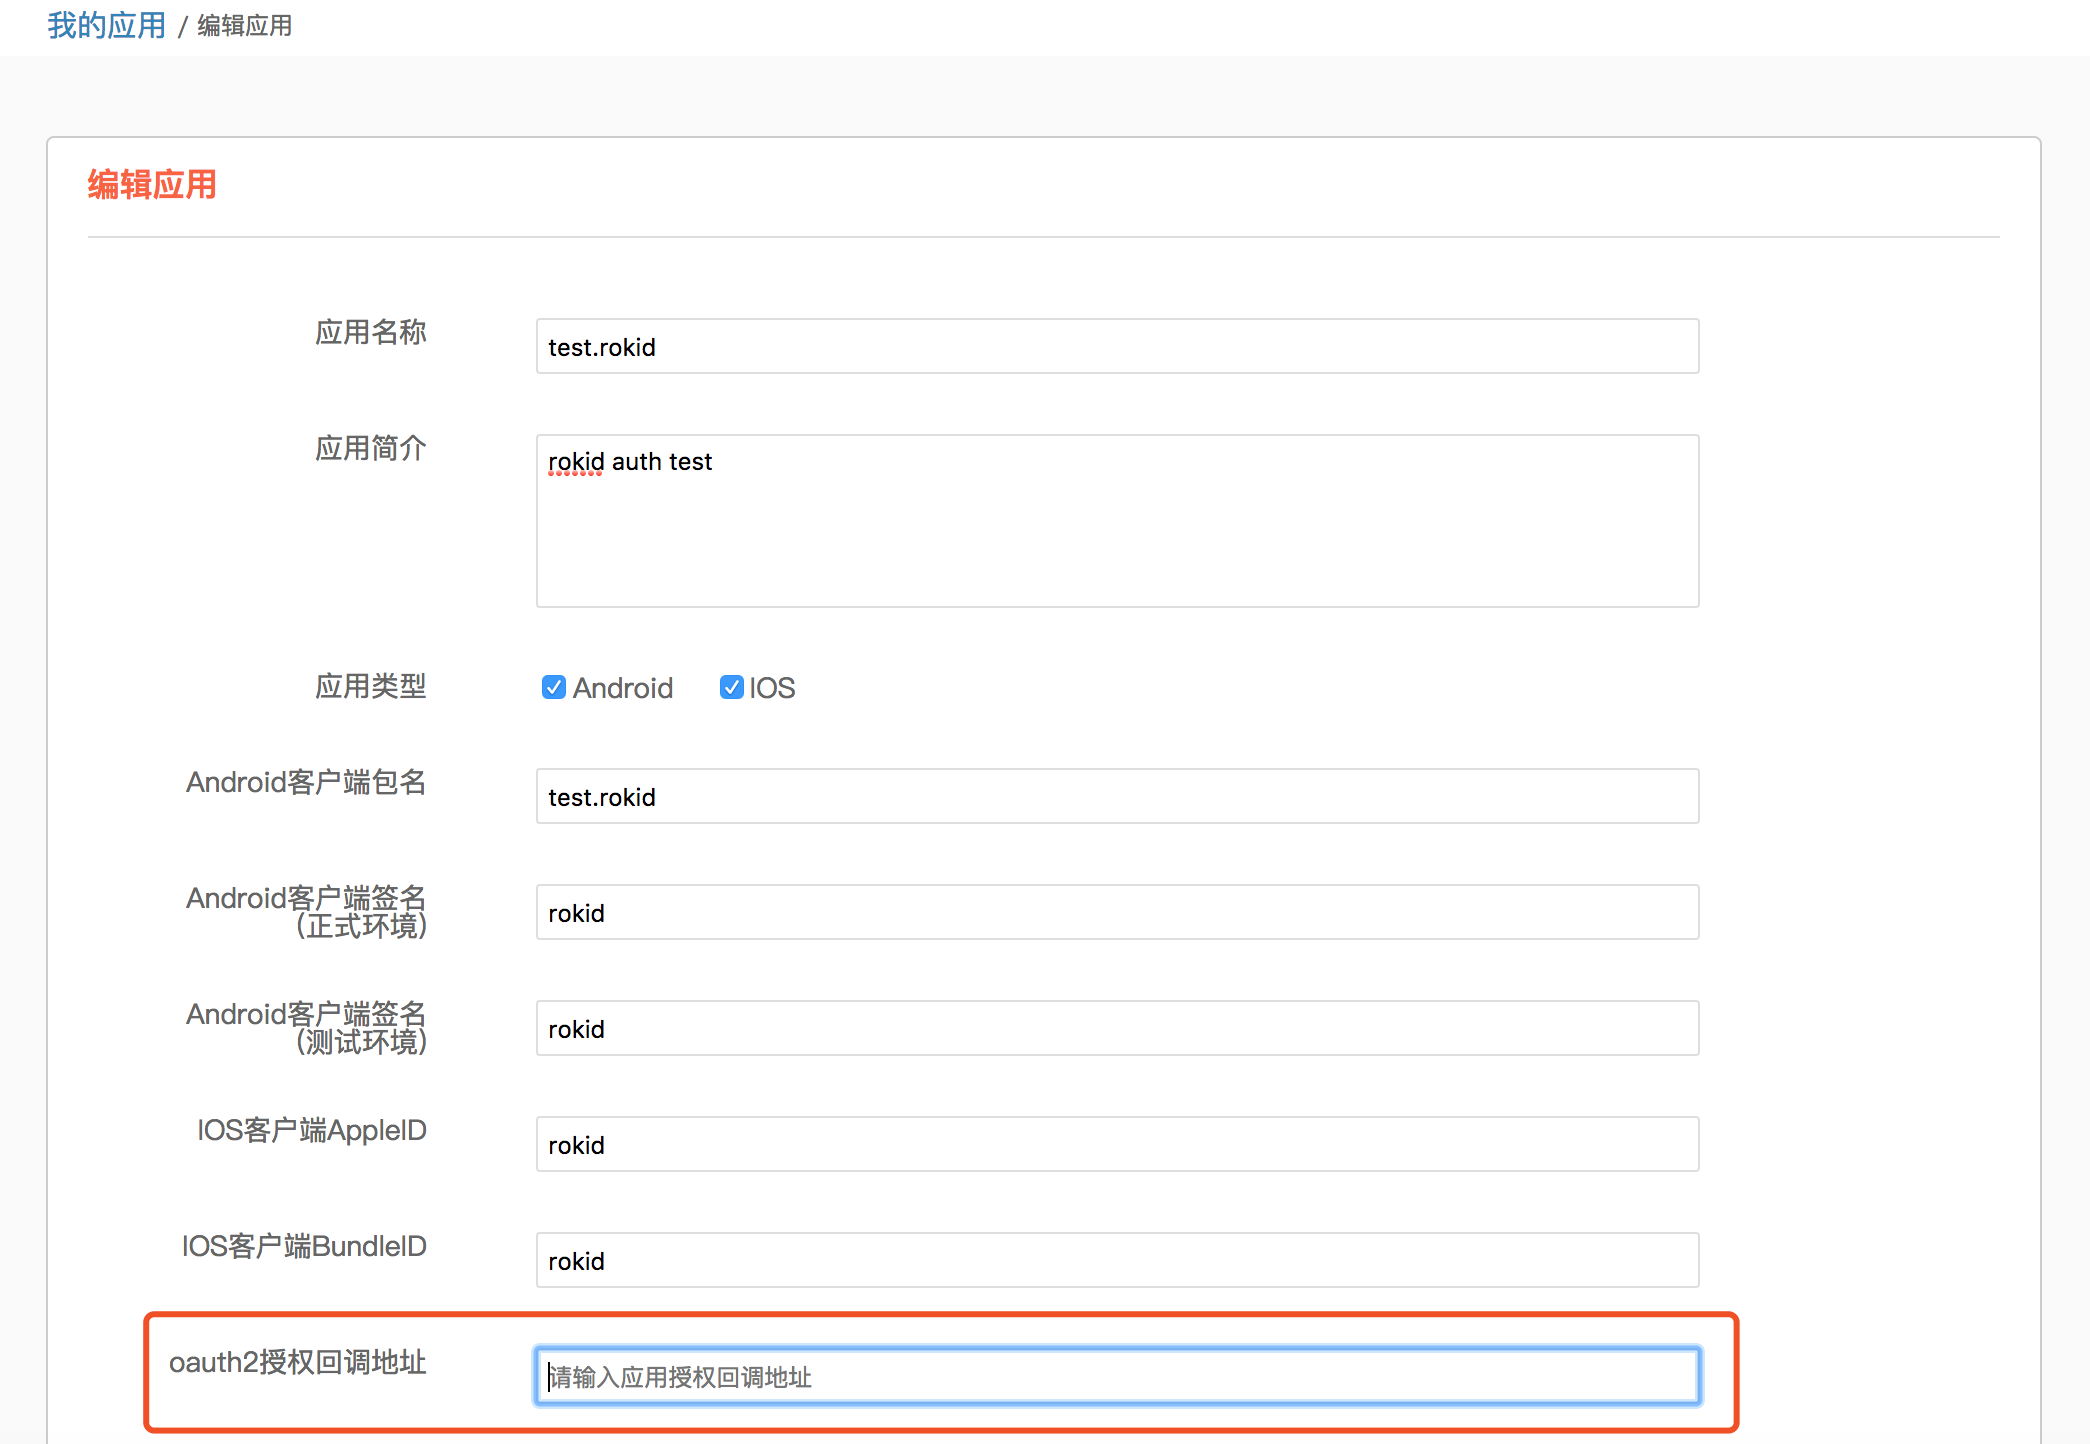 我的应用 / 编辑应用
编辑应用
应用名称
test.rokid
应用简介
rokid auth test
应用类型
Android IOS
Android客户端包名
test.rokid
Android客户端签名
(正式环境)
rokid
Android客户端签名
(测试环境)
rokid
IOS客户端AppleID
rokid
IOS客户端BundleID
rokid
oauth2授权回调地址
请输入应用授权回调地址